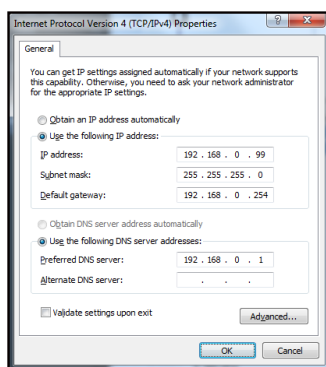 Internet Protocol Version 4 (TCP/IPv4) Properties
General
You can get IP settings assigned automatically if your network supports
this capability. Otherwise, you need to ask your network administrator
for the appropriate IP settings.
Obtain an IP address automatically
Use the following IP address:
IP address: 192 . 168 . 0 . 99
Subnet mask: 255 . 255 . 255 . 0
Default gateway: 192 . 168 . 0 . 254
Obtain DNS server address automatically
Use the following DNS server addresses:
Preferred DNS server: 192 . 168 . 0 . 1
Alternate DNS server: . . .
Validate settings upon exit
Advanced...
OK Cancel